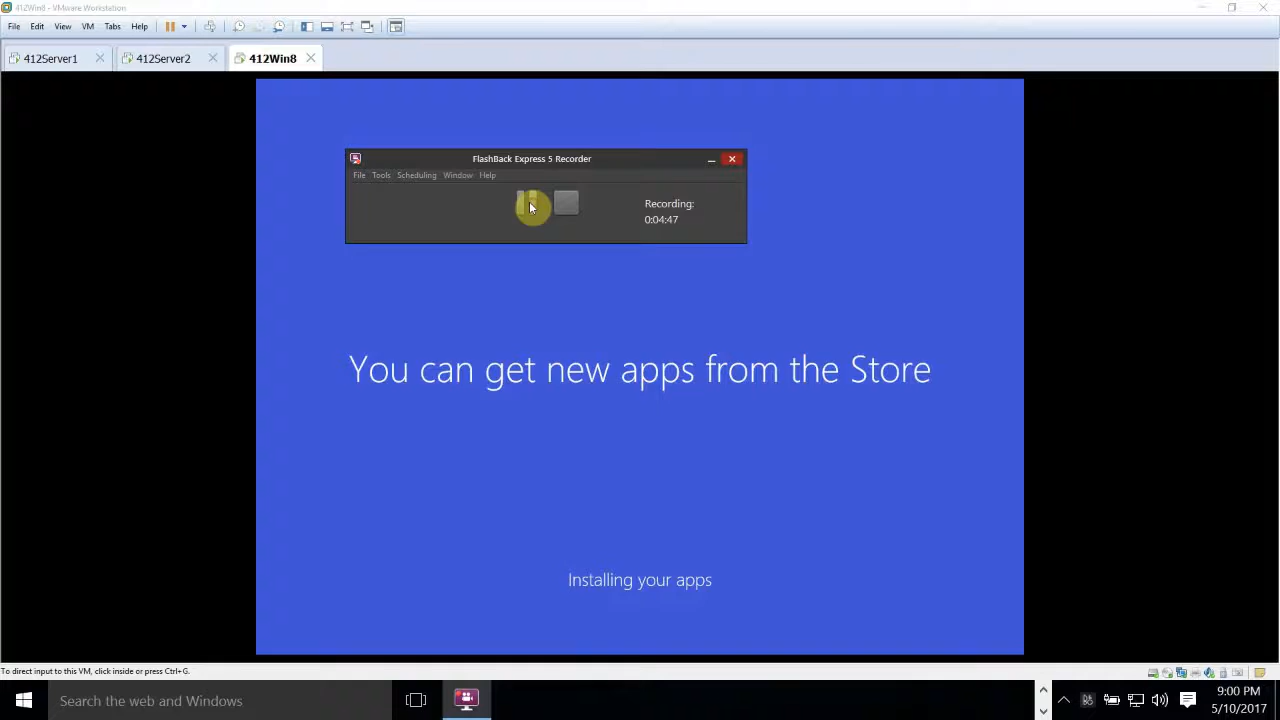 412Win8 - VMware Workstation
File Edit View VM Tabs Help
412Server1 412Server2 412Win8
FlashBack Express 5 Recorder
File Tools Scheduling Window Help
Recording:
0:04:47
You can get new apps from the Store
Installing your apps
To direct input to this VM, click inside or press Ctrl+G.
Search the web and Windows
9:00 PM
5/10/2017